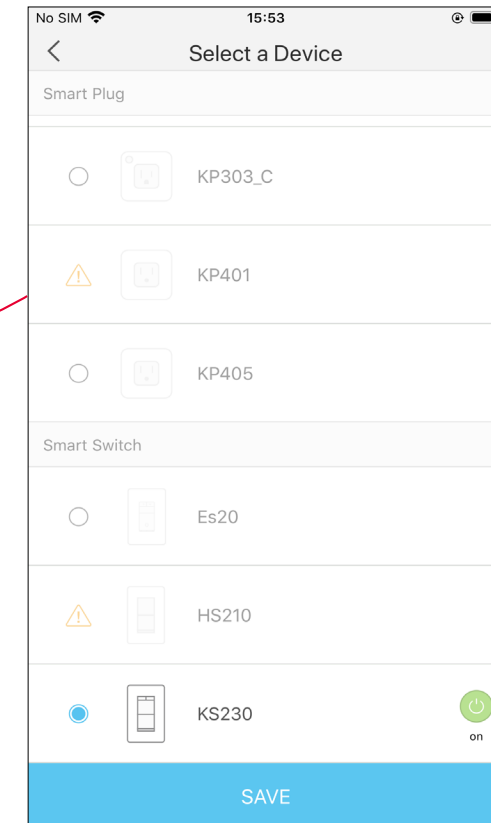 No SIM 15:53
Select a Device
Smart Plug
KP303_C
KP401
KP405
Smart Switch
Es20
HS210
KS230
on
SAVE